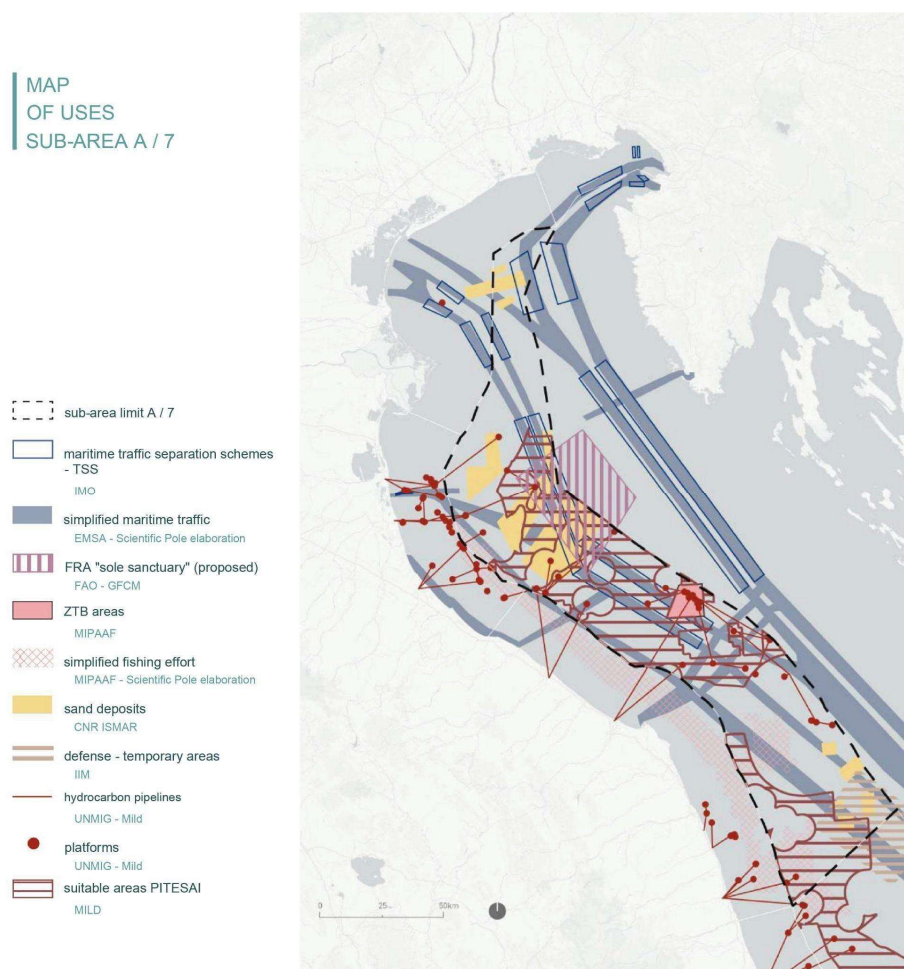 MAP
OF USES
SUB-AREA A / 7
sub-area limit A / 7
maritime traffic separation schemes
- TSS
IMO
simplified maritime traffic
EMSA - Scientific Pole elaboration
FRA "sole sanctuary" (proposed)
FAO - GFCM
ZTB areas
MIPAAF
simplified fishing effort
MIPAAF - Scientific Pole elaboration
sand deposits
CNR ISMAR
defense - temporary areas
IIM
hydrocarbon pipelines
UNMIG - Mild
platforms
UNMIG - Mild
suitable areas PITESAI
MILD
0 25 50km